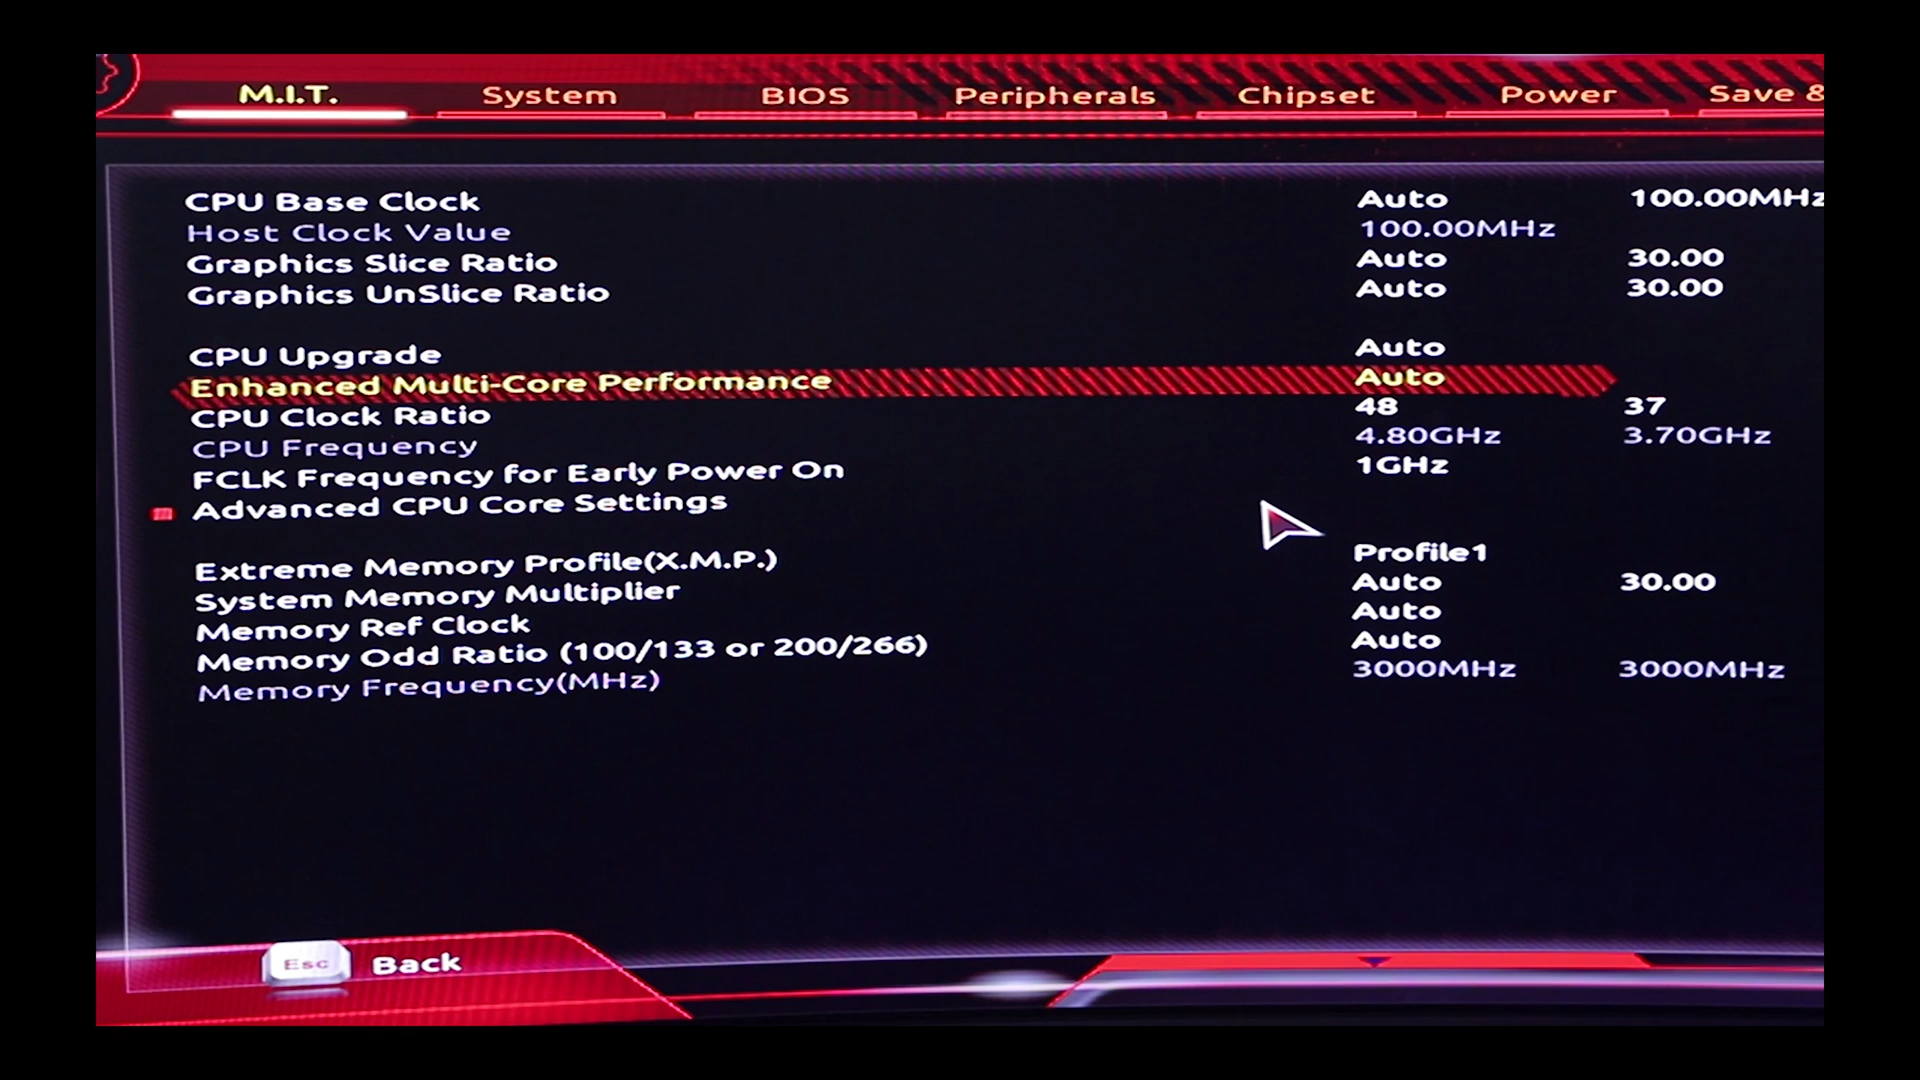 M.I.T. System BIOS Peripherals Chipset Power Save &
CPU Base Clock Auto 100.00MHz
Host Clock Value 100.00MHz
Graphics Slice Ratio Auto 30.00
Graphics UnSlice Ratio Auto 30.00
CPU Upgrade Auto
Enhanced Multi-Core Performance Auto
CPU Clock Ratio 48 37
CPU Frequency 4.80GHz 3.70GHz
FCLK Frequency for Early Power On 1GHz
Advanced CPU Core Settings
Extreme Memory Profile(X.M.P.) Profile1
System Memory Multiplier Auto 30.00
Memory Ref Clock Auto
Memory Odd Ratio (100/133 or 200/266) Auto
Memory Frequency(MHz) 3000MHz 3000MHz
Esc Back